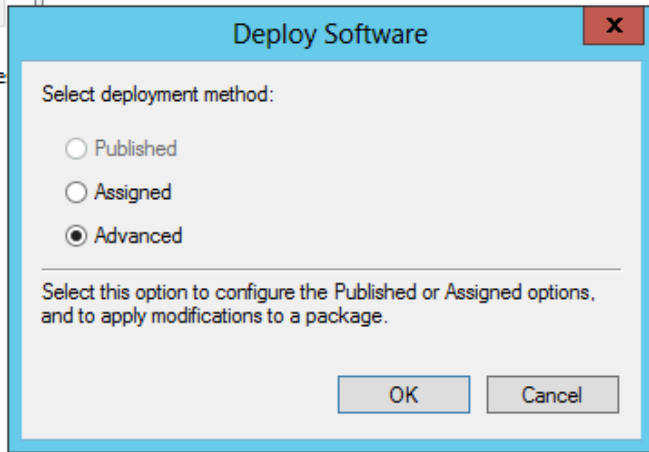 Deploy Software
x
Select deployment method:
Published
Assigned
Advanced
Select this option to configure the Published or Assigned options,
and to apply modifications to a package.
OK
Cancel